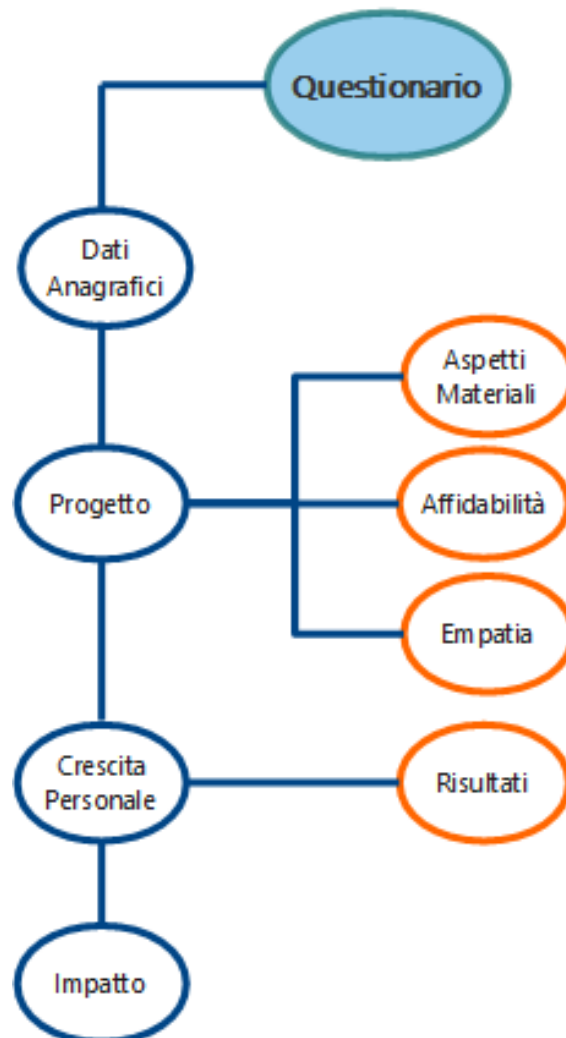 Questionario
Dati
Anagrafici
Aspetti
Materiali
Progetto
Affidabilità
Empatia
Crescita
Personale
Risultati
Impatto